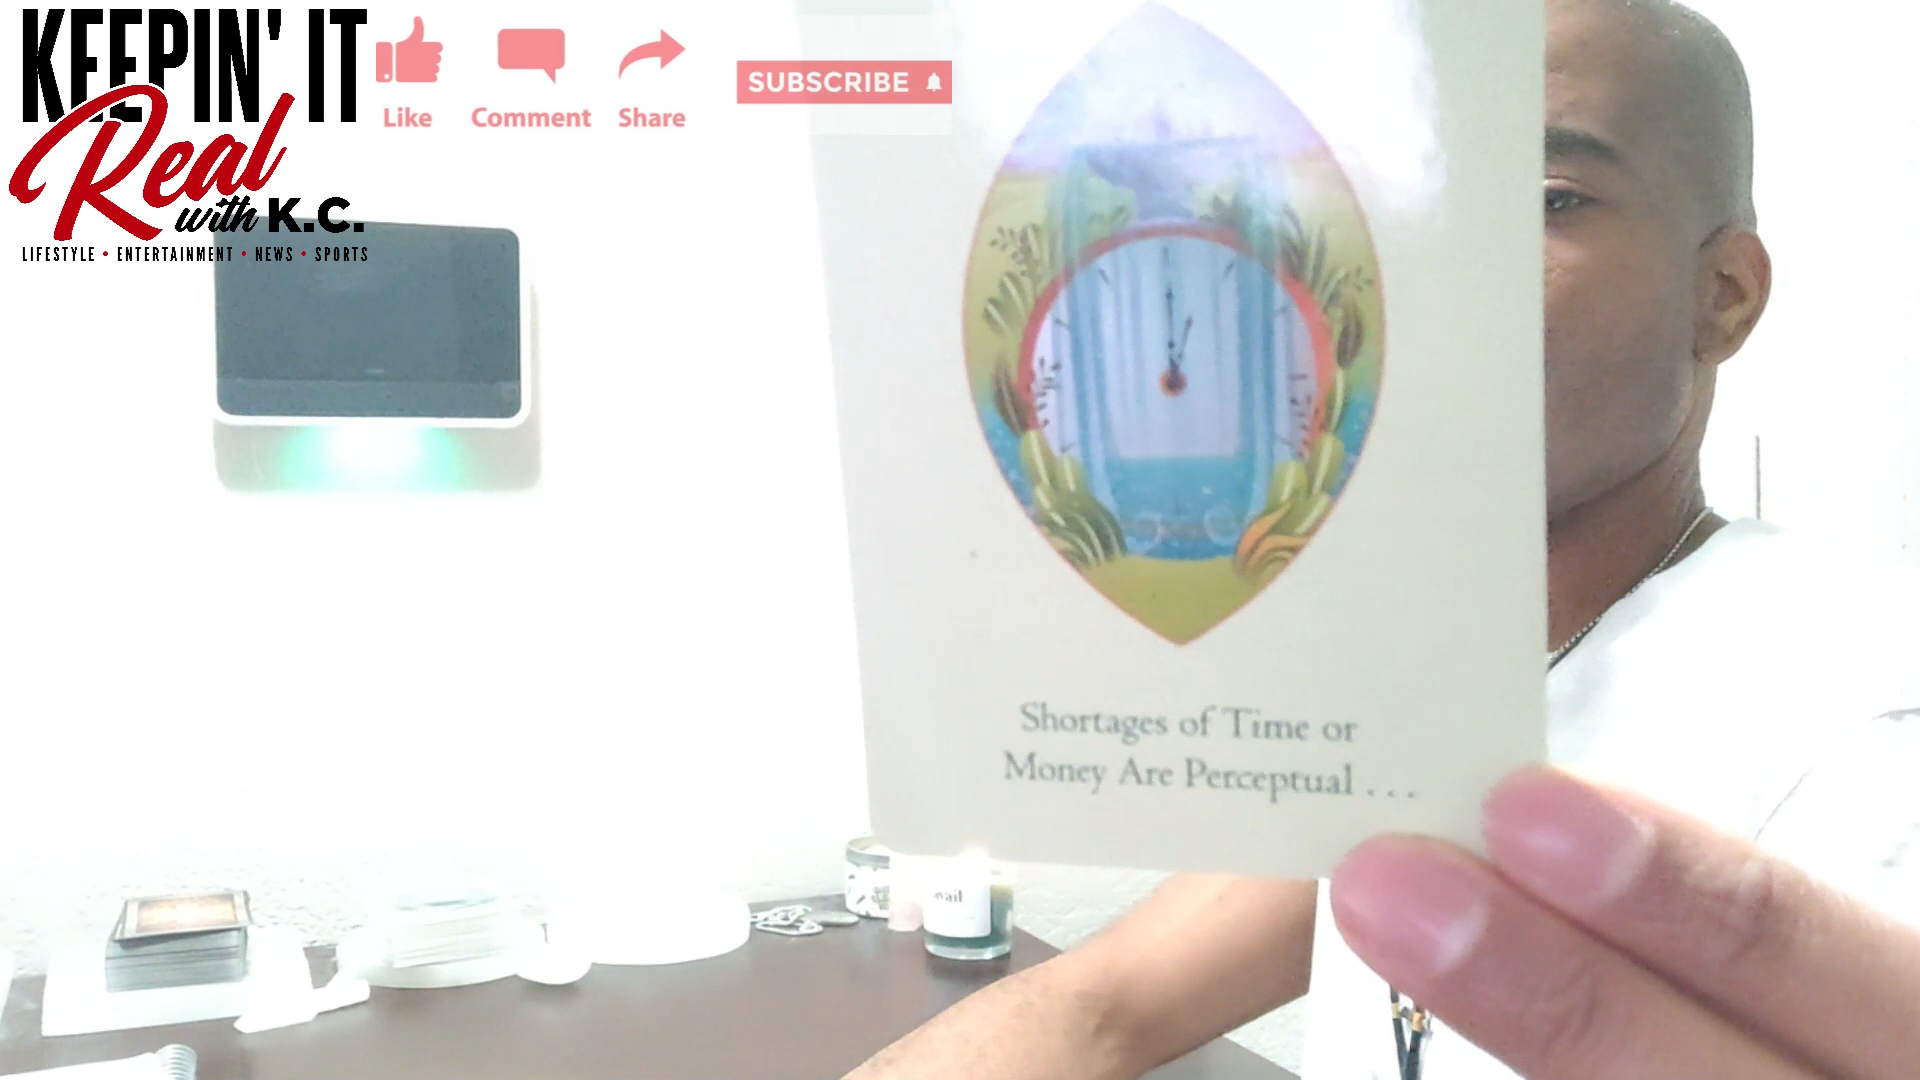 KEEPIN' IT
Real
with K.C.
LIFESTYLE • ENTERTAINMENT • NEWS • SPORTS
Like
Comment
Share
SUBSCRIBE
Shortages of Time or
Money Are Perceptual . . .